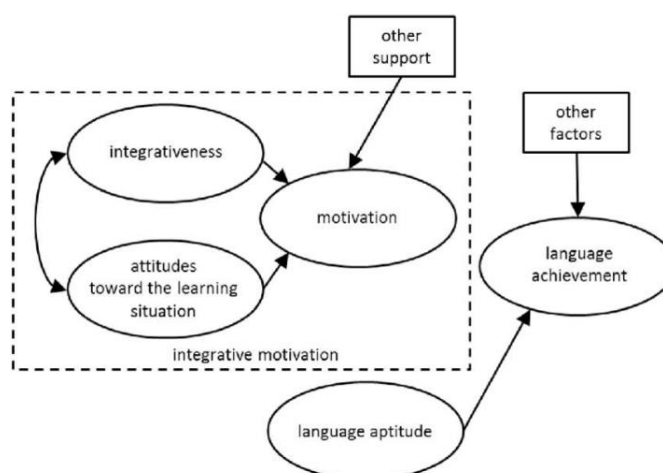 other
support
other
factors
integrativeness
motivation
attitudes
toward the learning
situation
language
achievement
integrative motivation
language aptitude